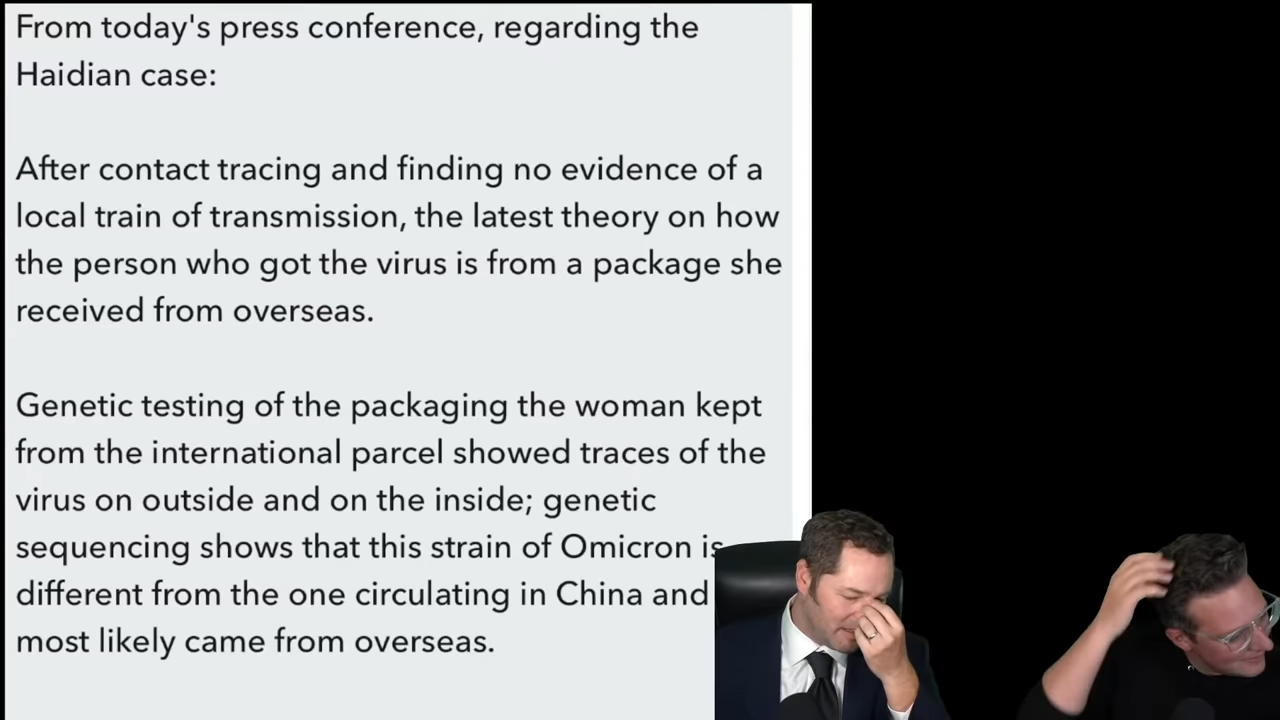 From today's press conference, regarding the
Haidian case:
After contact tracing and finding no evidence of a
local train of transmission, the latest theory on how
the person who got the virus is from a package she
received from overseas.
Genetic testing of the packaging the woman kept
from the international parcel showed traces of the
virus on outside and on the inside; genetic
sequencing shows that this strain of Omicron is
different from the one circulating in China and
most likely came from overseas.